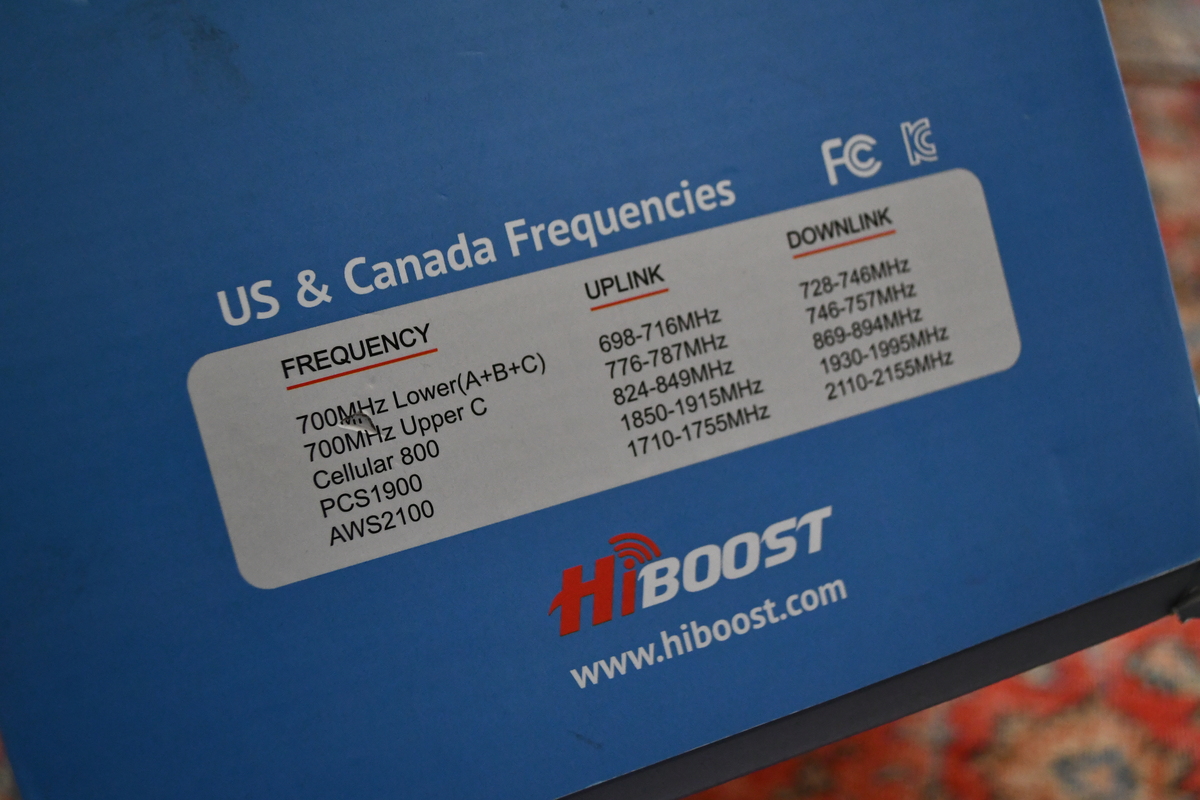 FC KC
US & Canada Frequencies
FREQUENCY UPLINK DOWNLINK
700MHz Lower(A+B+C) 698-716MHz 728-746MHz
700MHz Upper C 776-787MHz 746-757MHz
Cellular 800 824-849MHz 869-894MHz
PCS1900 1850-1915MHz 1930-1995MHz
AWS2100 1710-1755MHz 2110-2155MHz
HiBOOST
www.hiboost.com